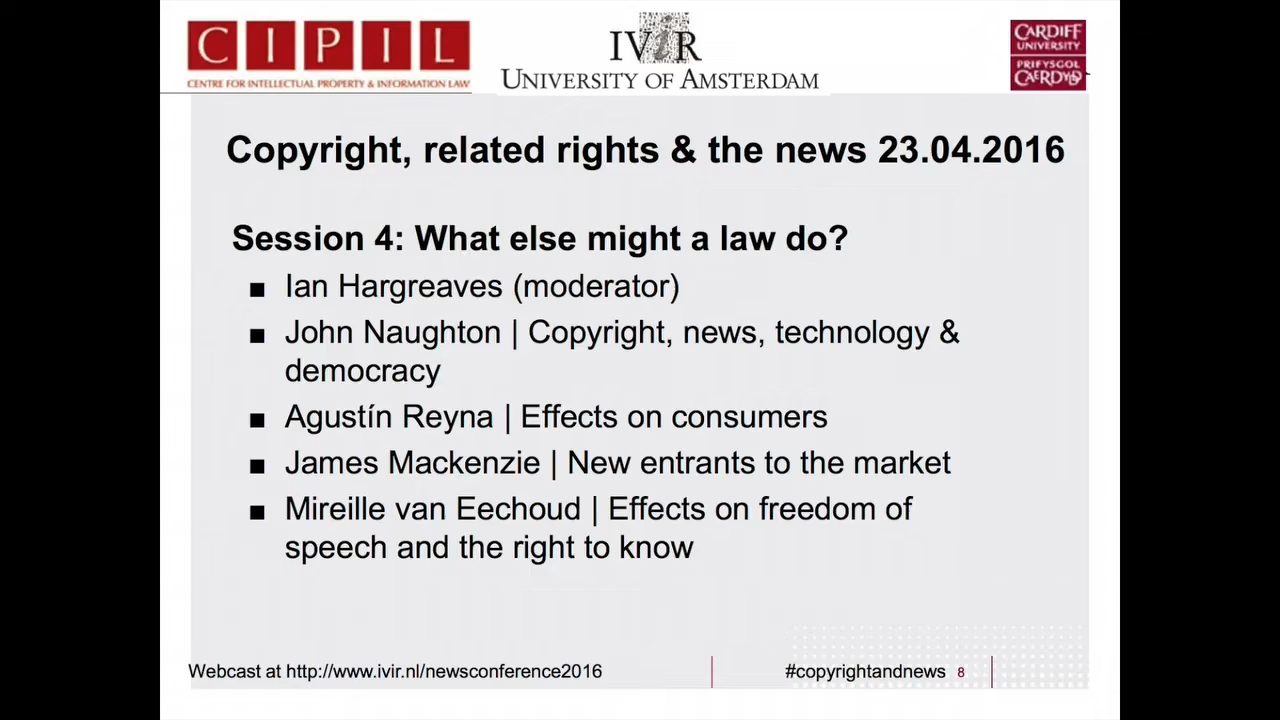 CIPIL
CENTRE FOR INTELLECTUAL PROPERTY & INFORMATION LAW
IViR
UNIVERSITY OF AMSTERDAM
CARDIFF
UNIVERSITY
PRIFYSGOL
CAERDYDD
Copyright, related rights & the news 23.04.2016
Session 4: What else might a law do?
■ Ian Hargreaves (moderator)
■ John Naughton | Copyright, news, technology &
democracy
■ Agustín Reyna | Effects on consumers
■ James Mackenzie | New entrants to the market
■ Mireille van Eechoud | Effects on freedom of
speech and the right to know
Webcast at http://www.ivir.nl/newsconference2016
#copyrightandnews 8